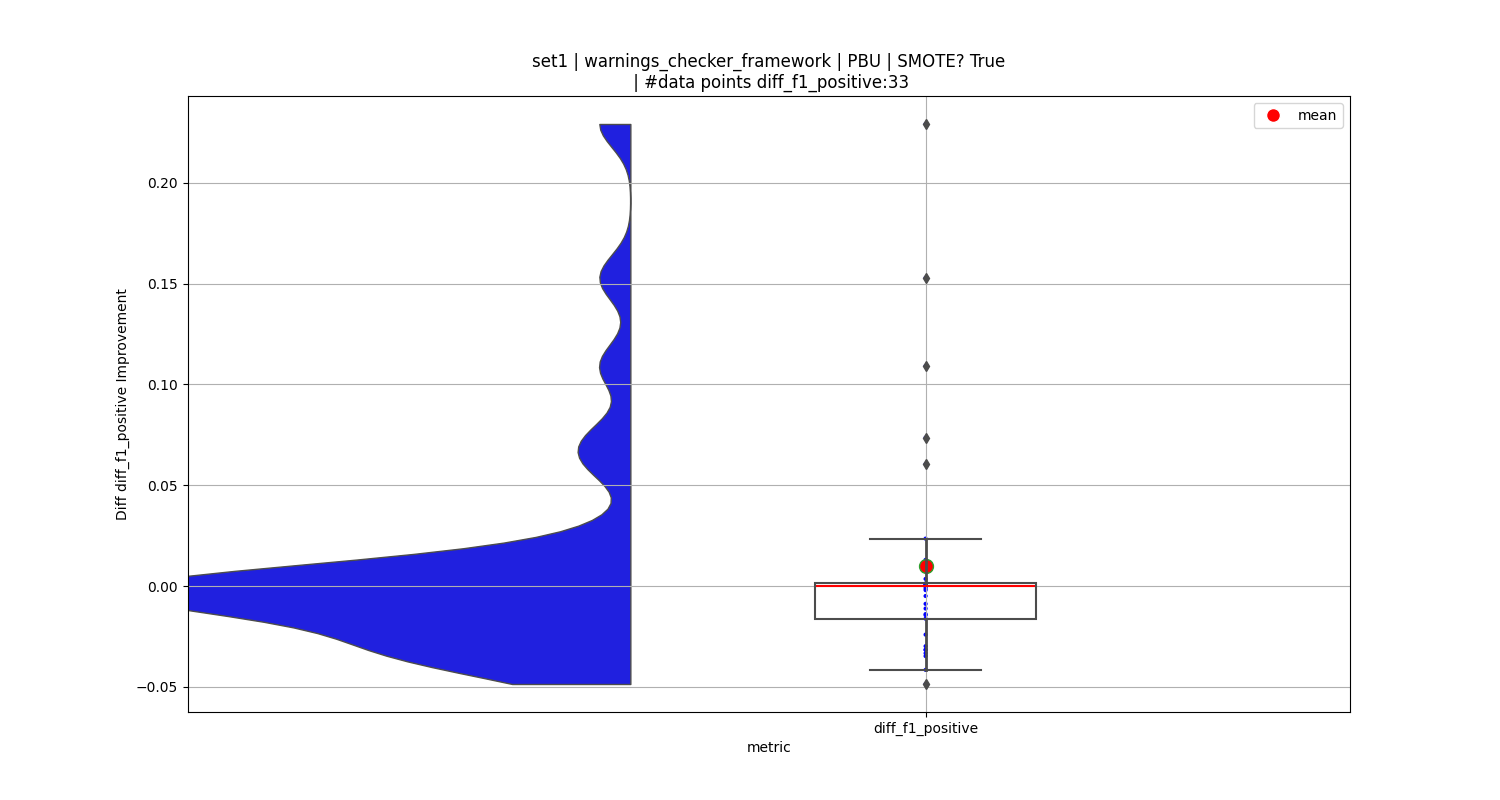 set1 | warnings_checker_framework | PBU | SMOTE? True
| #data points diff_f1_positive:33
mean
0.20
0.15
0.10
0.05
0.00
−0.05
Diff diff_f1_positive Improvement
diff_f1_positive
metric